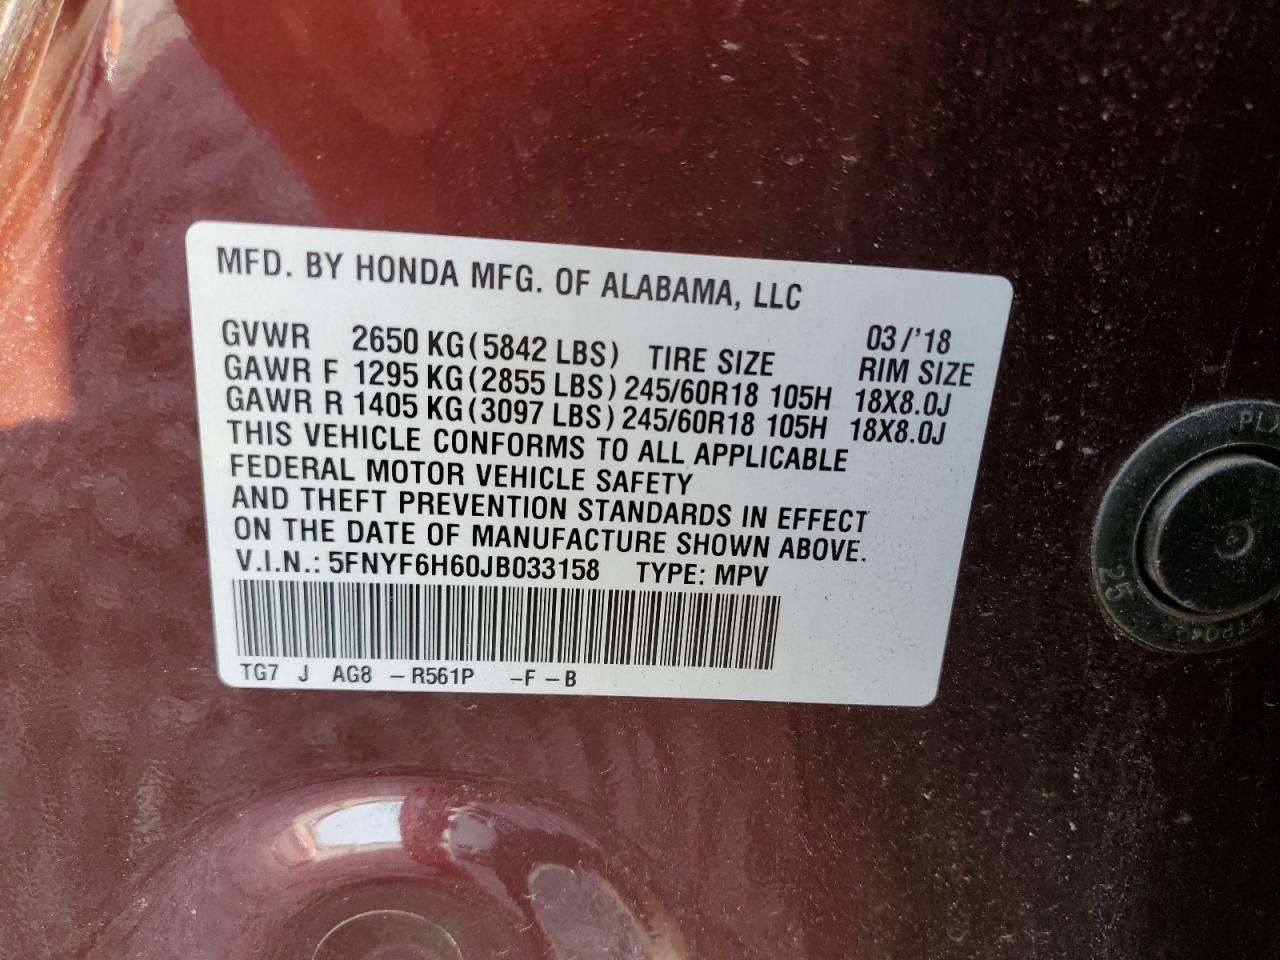 MFD. BY HONDA MFG. OF ALABAMA, LLC
03/'18
GVWR 2650 KG(5842 LBS) TIRE SIZE RIM SIZE
GAWR F 1295 KG(2855 LBS) 245/60R18 105H 18X8.0J
GAWR R 1405 KG(3097 LBS) 245/60R18 105H 18X8.0J
THIS VEHICLE CONFORMS TO ALL APPLICABLE
FEDERAL MOTOR VEHICLE SAFETY
AND THEFT PREVENTION STANDARDS IN EFFECT
ON THE DATE OF MANUFACTURE SHOWN ABOVE.
V.I.N.: 5FNYF6H60JB033158 TYPE: MPV
TG7 J AG8 -R561P -F-B
25